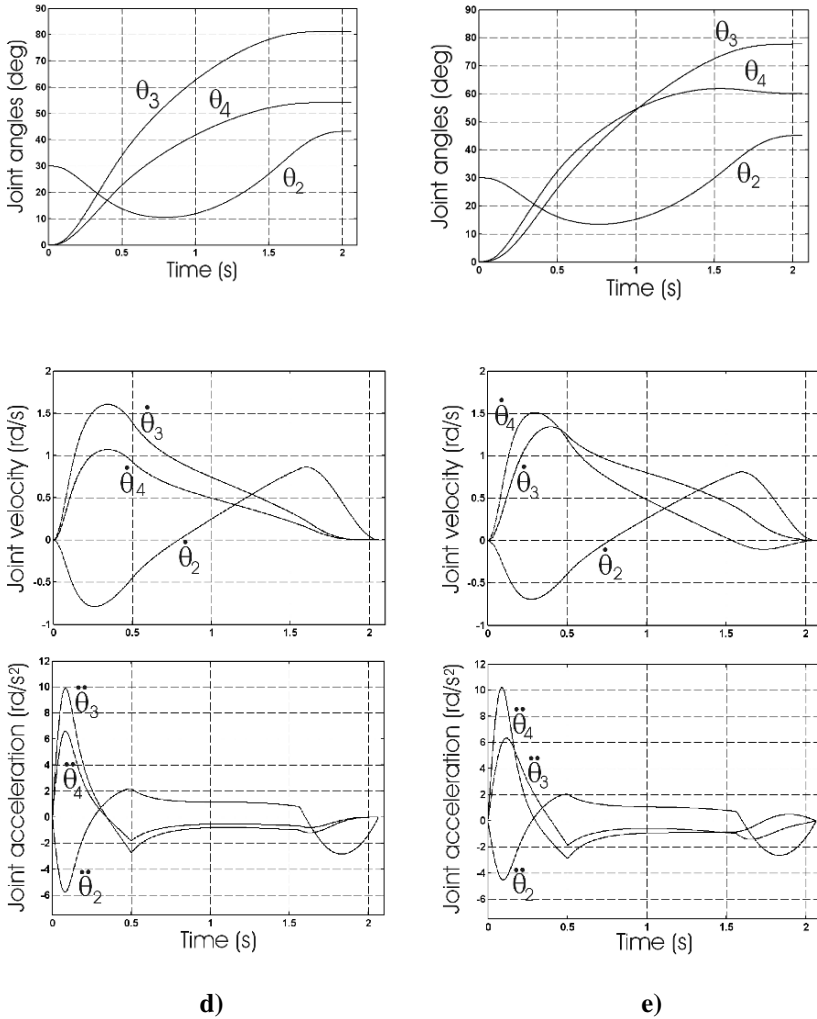 Joint angles (deg)
90
80
70
60
50
40
30
20
10
0
θ3
θ4
θ2
0 0.5 1 1.5 2
Time (s)
Joint angles (deg)
90
80
70
60
50
40
30
20
10
0
θ3
θ4
θ2
0 0.5 1 1.5 2
Time (s)
Joint velocity (rd/s)
2
1.5
1
0.5
0
-0.5
-1
θ̇3
θ̇4
θ̇2
0 0.5 1 1.5 2
Joint velocity (rd/s)
2
1.5
1
0.5
0
-0.5
-1
θ̇4
θ̇3
θ̇2
0 0.5 1 1.5 2
Joint acceleration (rd/s²)
12
10
8
6
4
2
0
-2
-4
-6
θ̈3
θ̈4
θ̈2
0 0.5 1 1.5 2
Time (s)
Joint acceleration (rd/s²)
12
10
8
6
4
2
0
-2
-4
-6
θ̈4
θ̈3
θ̈2
0 0.5 1 1.5 2
Time (s)
d)
e)